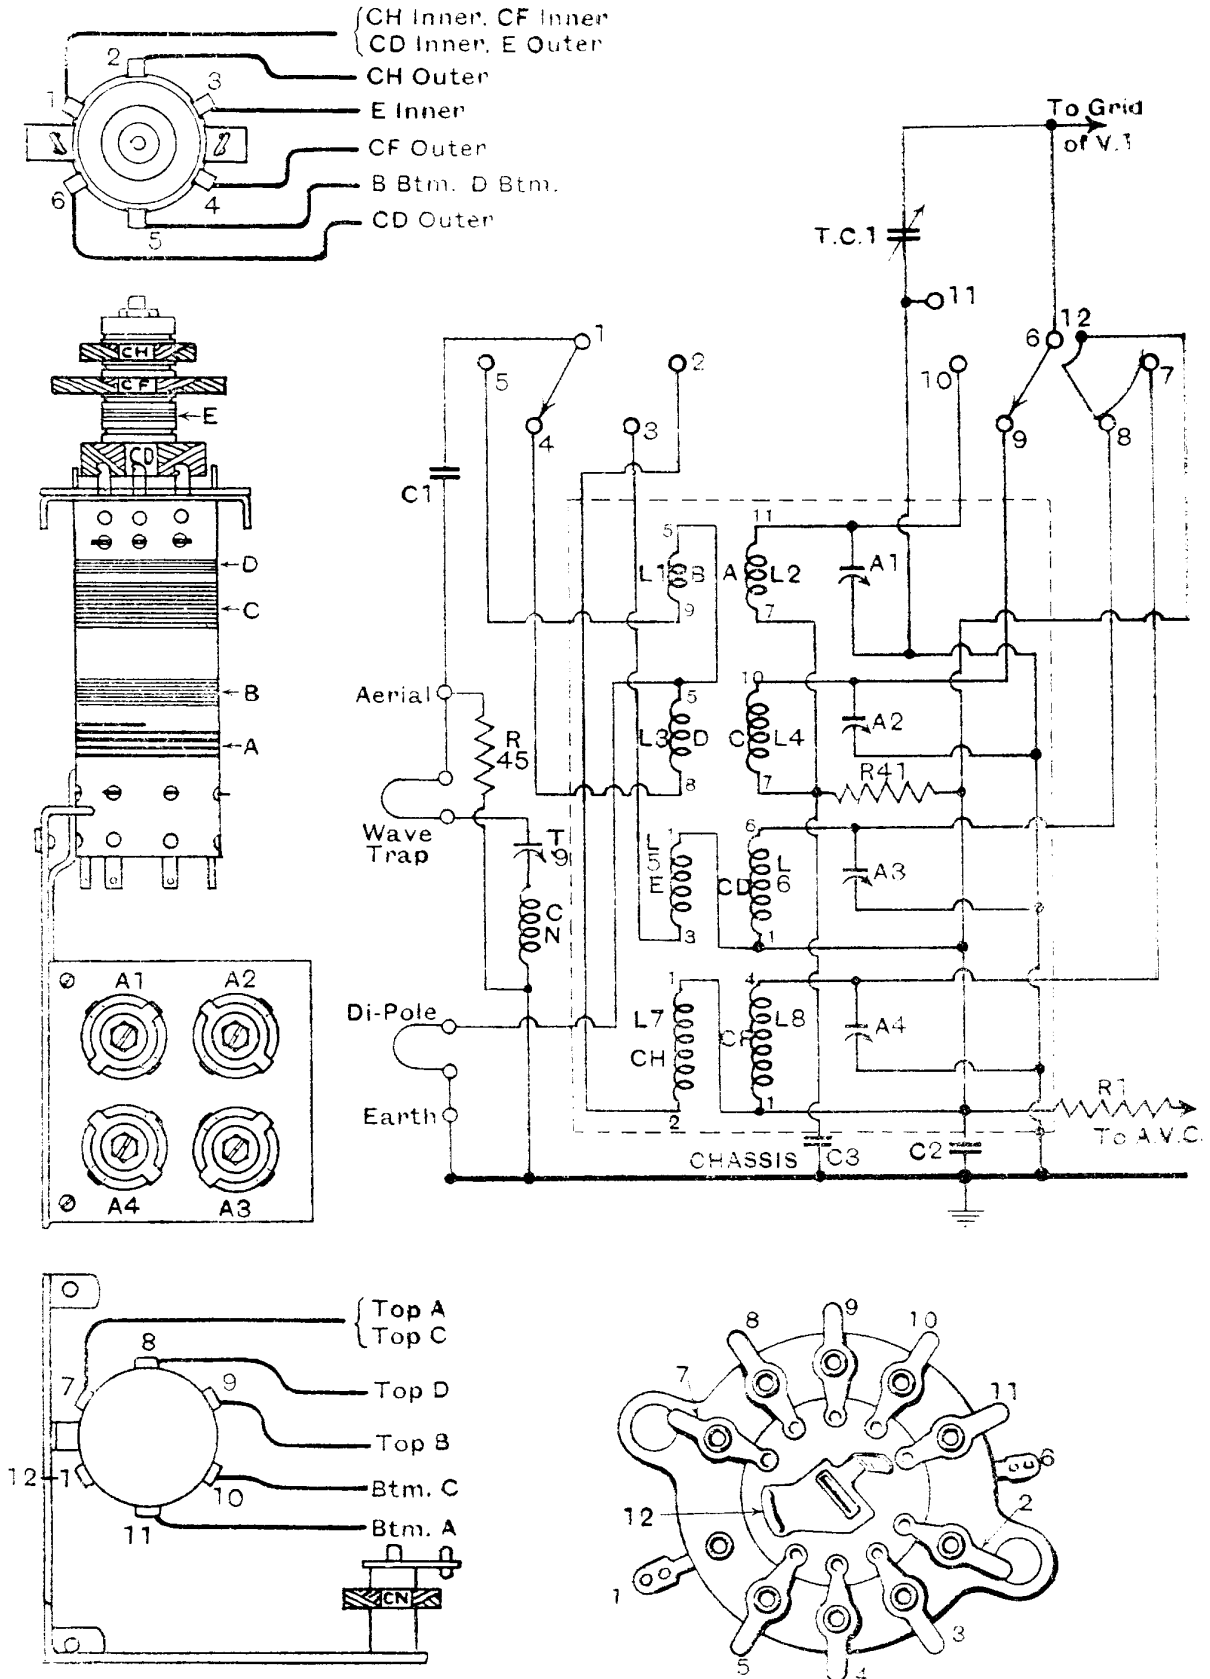 CH Inner. CF Inner
CD Inner. E Outer
CH Outer
E Inner
CF Outer
B Btm. D Btm.
CD Outer
1
2
3
4
5
6
CH
CF
E
CD
D
C
B
A
A1
A2
A4
A3
To Grid
of V.1
T.C.1
11
1
5
2
4
3
6
12
10
7
9
8
C1
5
L1
B
9
11
A
L2
7
A1
Aerial
R
45
5
L3
D
8
10
C
L4
7
A2
R41
Wave
Trap
T
9
C
N
1
L
5
E
3
6
CD
L
6
1
A3
Di-Pole
1
L7
CH
2
4
CF
L8
1
A4
Earth
R1
To A.V.C.
CHASSIS
C3
C2
Top A
Top C
Top D
Top B
Btm. C
Btm. A
7
8
9
10
11
12
1
CN
8
9
10
7
11
6
12
2
1
5
4
3